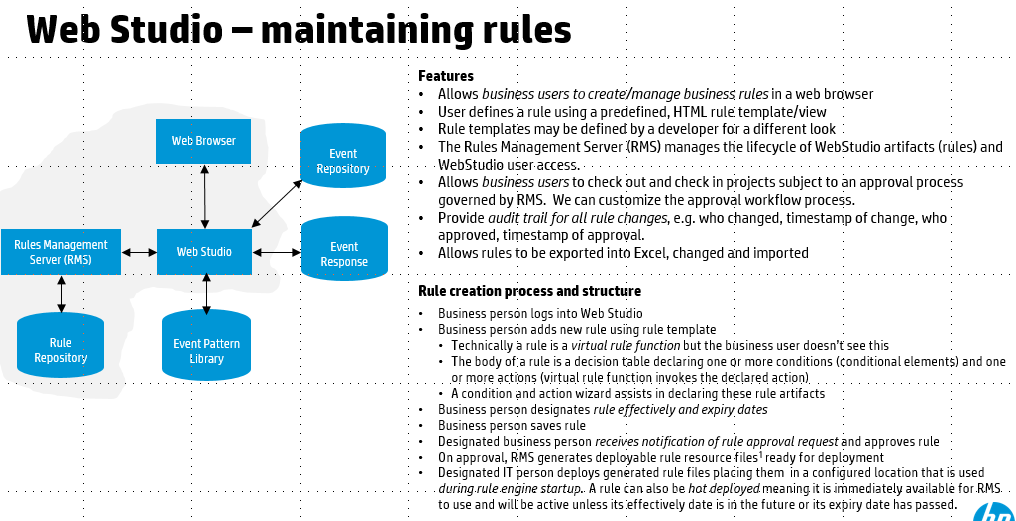 Web Studio – maintaining rules
Web Browser
Event
Repository
Rules Management
Server (RMS)
Web Studio
Event
Response
Rule
Repository
Event Pattern
Library
Features
• Allows business users to create/manage business rules in a web browser
• User defines a rule using a predefined, HTML rule template/view
• Rule templates may be defined by a developer for a different look
• The Rules Management Server (RMS) manages the lifecycle of WebStudio artifacts (rules) and
WebStudio user access.
• Allows business users to check out and check in projects subject to an approval process
governed by RMS. We can customize the approval workflow process.
• Provide audit trail for all rule changes, e.g. who changed, timestamp of change, who
approved, timestamp of approval.
• Allows rules to be exported into Excel, changed and imported
Rule creation process and structure
• Business person logs into Web Studio
• Business person adds new rule using rule template
• Technically a rule is a virtual rule function but the business user doesn't see this
• The body of a rule is a decision table declaring one or more conditions (conditional elements) and one
or more actions (virtual rule function invokes the declared action)
• A condition and action wizard assists in declaring these rule artifacts
• Business person designates rule effectively and expiry dates
• Business person saves rule
• Designated business person receives notification of rule approval request and approves rule
• On approval, RMS generates deployable rule resource files¹ ready for deployment
• Designated IT person deploys generated rule files placing them in a configured location that is used
during rule engine startup. A rule can also be hot deployed meaning it is immediately available for RMS
to use and will be active unless its effectively date is in the future or its expiry date has passed.
hp